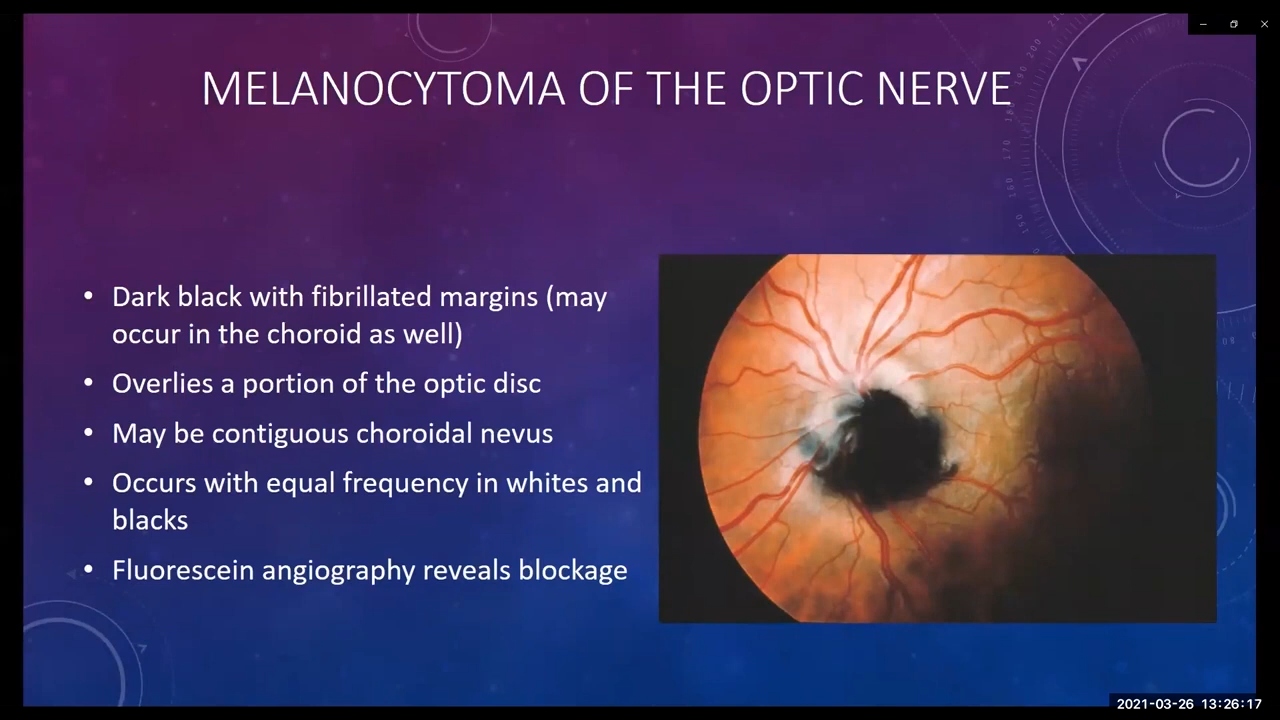 MELANOCYTOMA OF THE OPTIC NERVE
• Dark black with fibrillated margins (may
occur in the choroid as well)
• Overlies a portion of the optic disc
• May be contiguous choroidal nevus
• Occurs with equal frequency in whites and
blacks
• Fluorescein angiography reveals blockage
2021-03-26 13:26:17